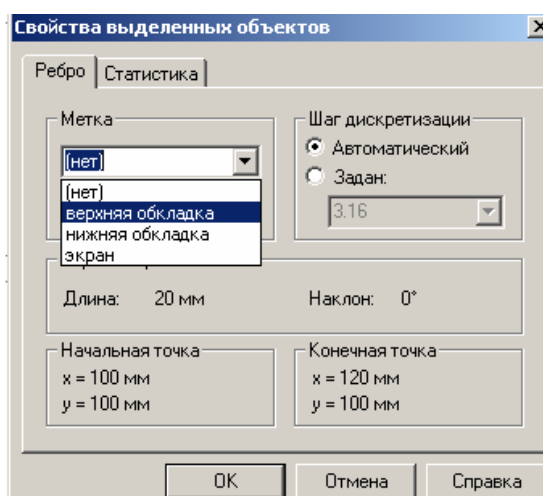 Свойства выделенных объектов
Ребро Статистика
Метка
(нет)
(нет)
верхняя обкладка
нижняя обкладка
экран
Шаг дискретизации
Автоматический
Задан:
3.16
Длина: 20 мм Наклон: 0°
Начальная точка
x = 100 мм
y = 100 мм
Конечная точка
x = 120 мм
y = 100 мм
OK Отмена Справка